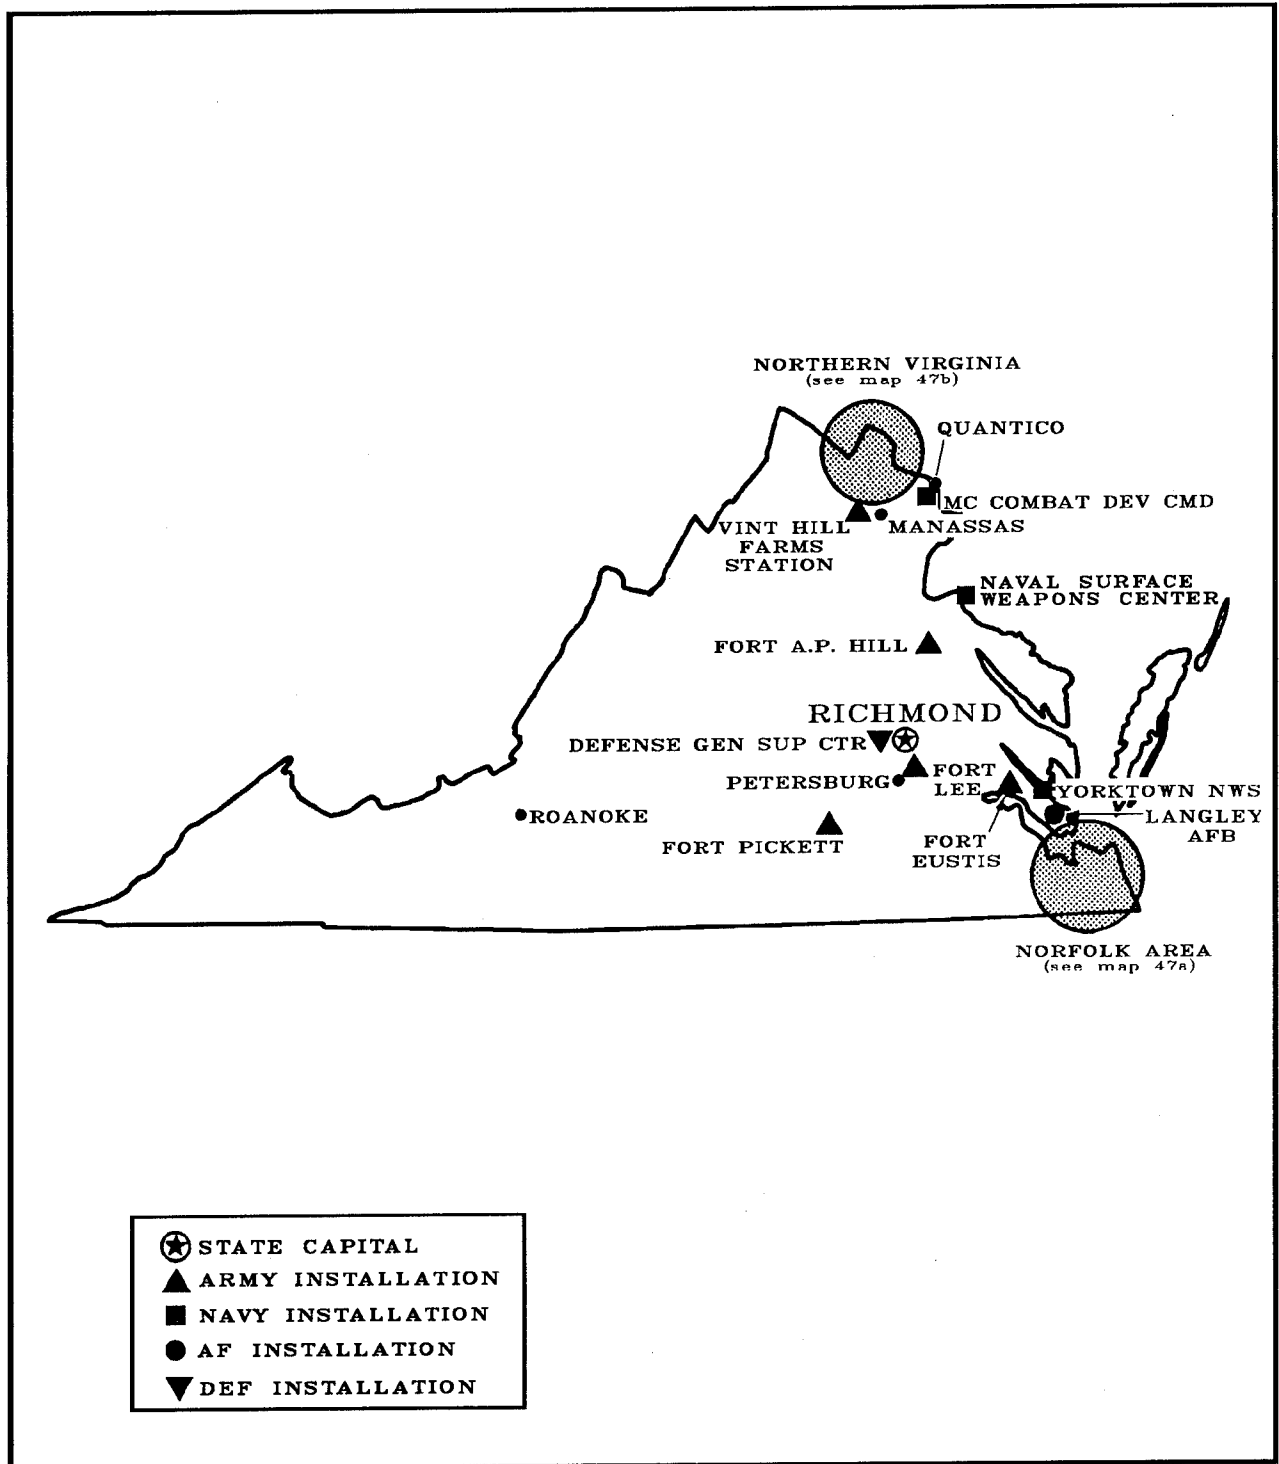 NORTHERN VIRGINIA
(see map 47b)
QUANTICO
MC COMBAT DEV CMD
VINT HILL
FARMS
STATION
MANASSAS
NAVAL SURFACE
WEAPONS CENTER
FORT A.P. HILL
RICHMOND
DEFENSE GEN SUP CTR
PETERSBURG
FORT
LEE
YORKTOWN NWS
ROANOKE
LANGLEY
AFB
FORT PICKETT
FORT
EUSTIS
NORFOLK AREA
(see map 47a)
STATE CAPITAL
ARMY INSTALLATION
NAVY INSTALLATION
AF INSTALLATION
DEF INSTALLATION